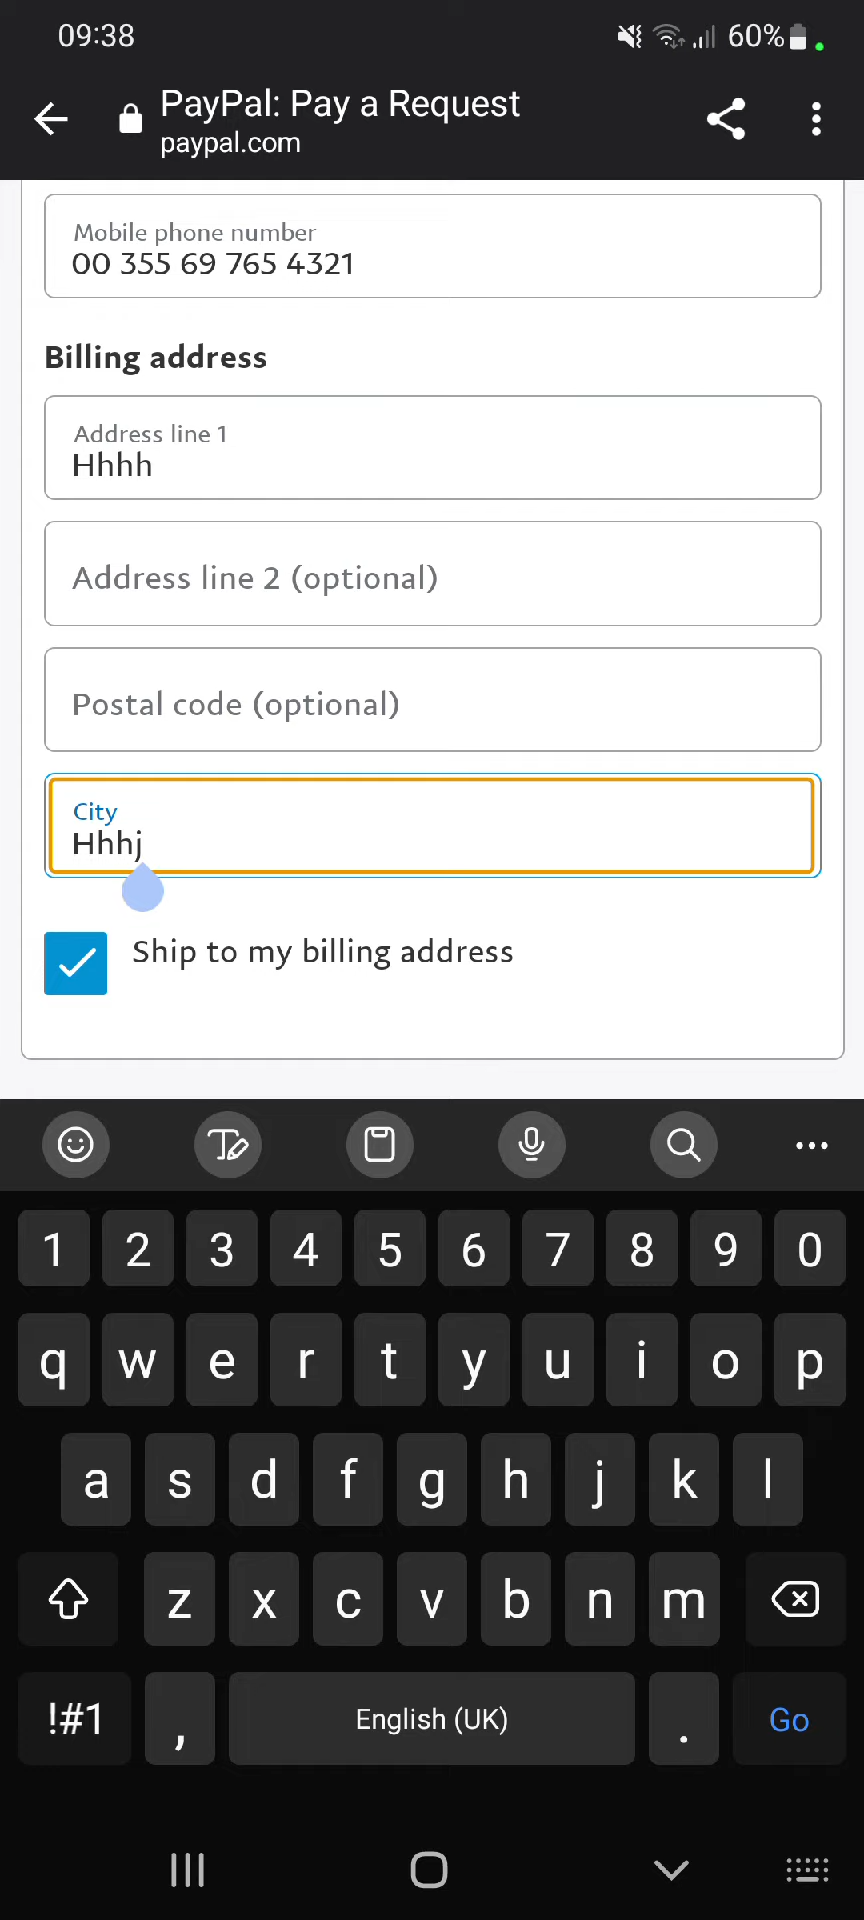 09:38
60%
PayPal: Pay a Request
paypal.com
Mobile phone number
00 355 69 765 4321
Billing address
Address line 1
Hhhh
Address line 2 (optional)
Postal code (optional)
City
Hhhj
Ship to my billing address
1 2 3 4 5 6 7 8 9 0
q w e r t y u i o p
a s d f g h j k l
z x c v b n m
!#1 , English (UK) . Go